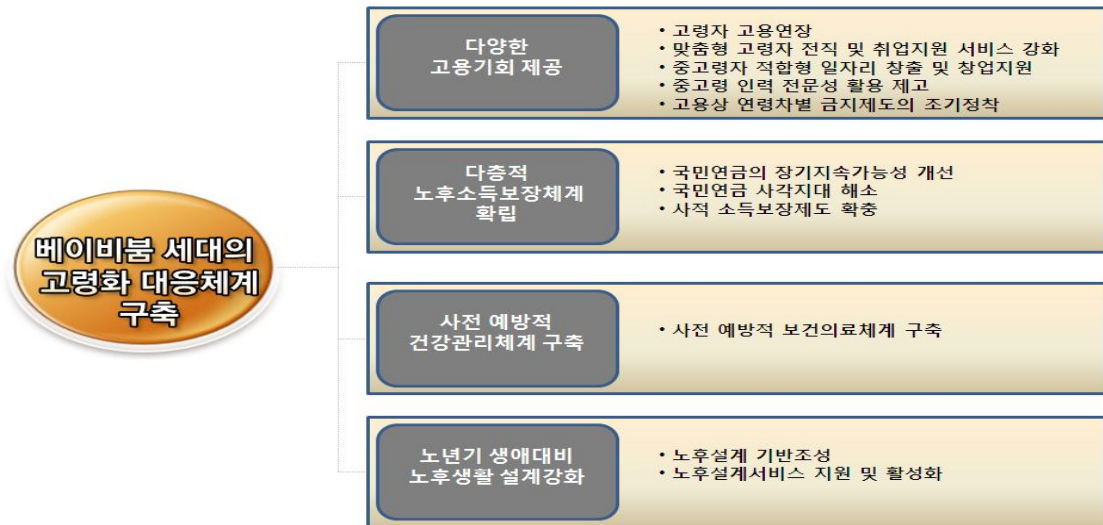 베이비붐 세대의
고령화 대응체계
구축
다양한
고용기회 제공
• 고령자 고용연장
• 맞춤형 고령자 전직 및 취업지원 서비스 강화
• 중고령자 적합형 일자리 창출 및 창업지원
• 중고령 인력 전문성 활용 제고
• 고용상 연령차별 금지제도의 조기정착
다층적
노후소득보장체계
확립
• 국민연금의 장기지속가능성 개선
• 국민연금 사각지대 해소
• 사적 소득보장제도 확충
사전 예방적
건강관리체계 구축
• 사전 예방적 보건의료체계 구축
노년기 생애대비
노후생활 설계강화
• 노후설계 기반조성
• 노후설계서비스 지원 및 활성화